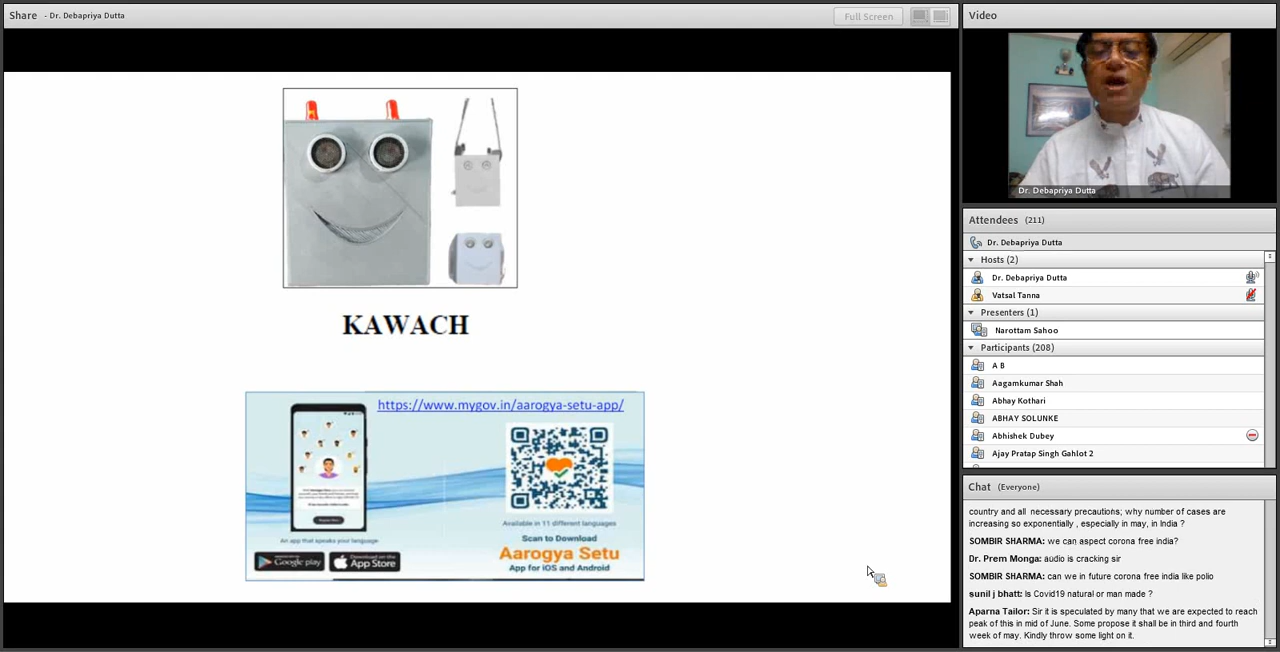 Share - Dr. Debapriya Dutta
Full Screen
KAWACH
https://www.mygov.in/aarogya-setu-app/
An app that speaks your language
Google play
Download on the
App Store
Available in 11 different languages
Scan to Download
Aarogya Setu
App for iOS and Android
Video
Dr. Debapriya Dutta
Attendees (211)
Dr. Debapriya Dutta
Hosts (2)
Dr. Debapriya Dutta
Vatsal Tanna
Presenters (1)
Narottam Sahoo
Participants (208)
A B
Aagamkumar Shah
Abhay Kothari
ABHAY SOLUNKE
Abhishek Dubey
Ajay Pratap Singh Gahlot 2
Chat (Everyone)
country and all necessary precautions; why number of cases are
increasing so exponentially , especially in may, in India ?
SOMBIR SHARMA: we can aspect corona free india?
Dr. Prem Monga: audio is cracking sir
SOMBIR SHARMA: can we in future corona free india like polio
sunil j bhatt: Is Covid19 natural or man made ?
Aparna Tailor: Sir it is speculated by many that we are expected to reach
peak of this in mid of June. Some propose it shall be in third and fourth
week of may. Kindly throw some light on it.